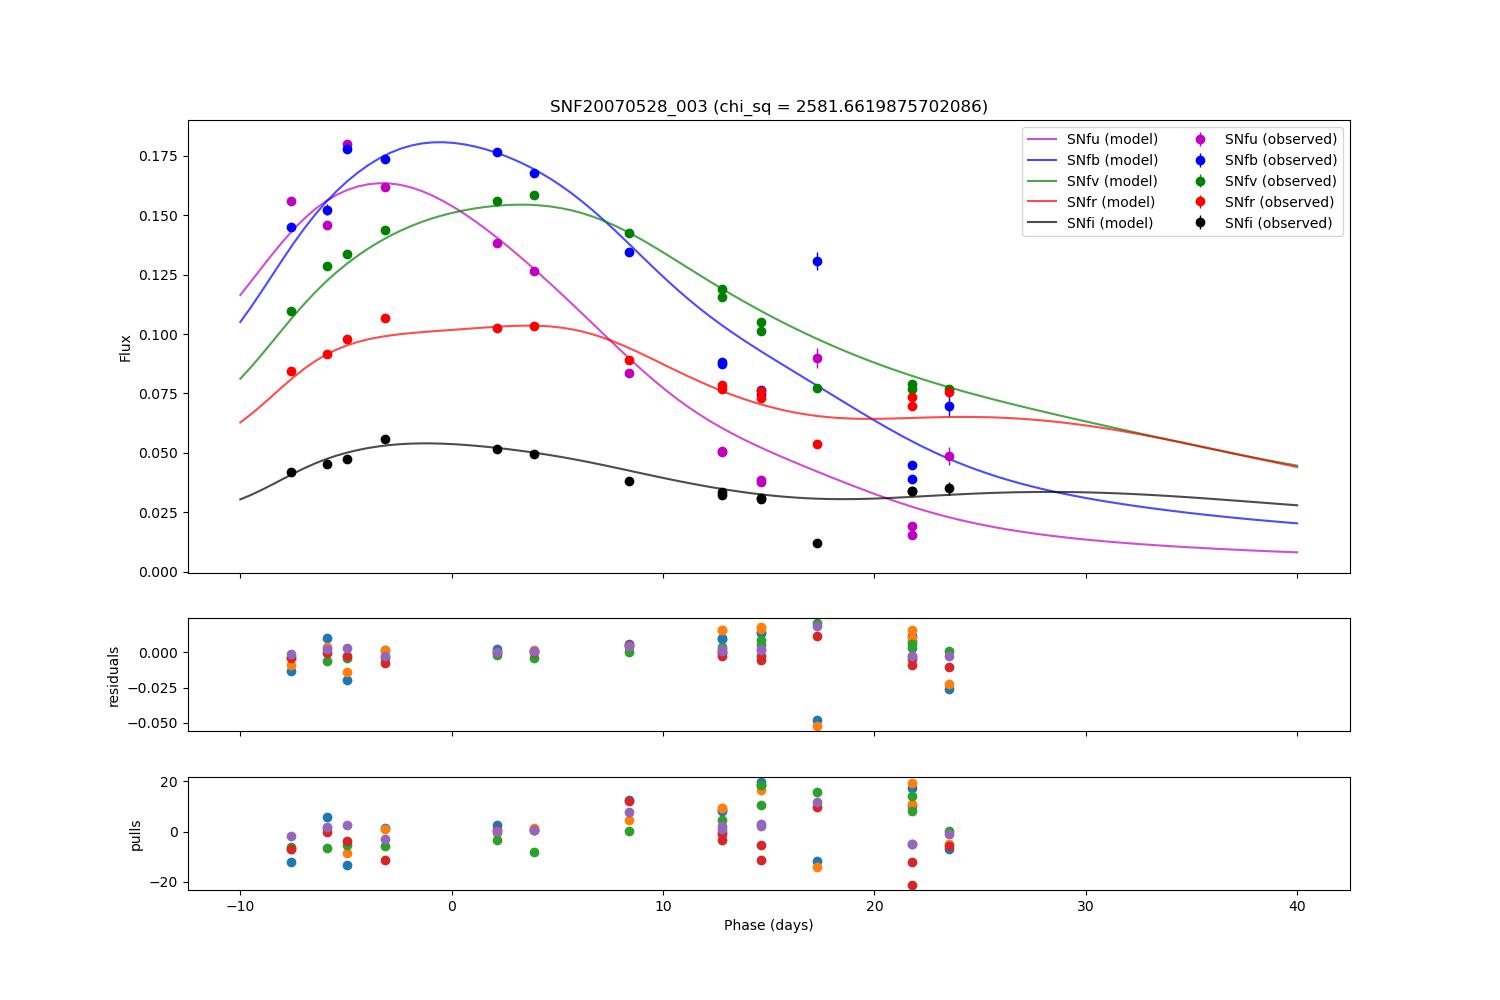 SNF20070528_003 (chi_sq = 2581.6619875702086)
SNfu (model)
SNfb (model)
SNfv (model)
SNfr (model)
SNfi (model)
SNfu (observed)
SNfb (observed)
SNfv (observed)
SNfr (observed)
SNfi (observed)
Flux
0.175
0.150
0.125
0.100
0.075
0.050
0.025
0.000
residuals
0.000
−0.025
−0.050
pulls
20
0
−20
−10
0
10
20
30
40
Phase (days)